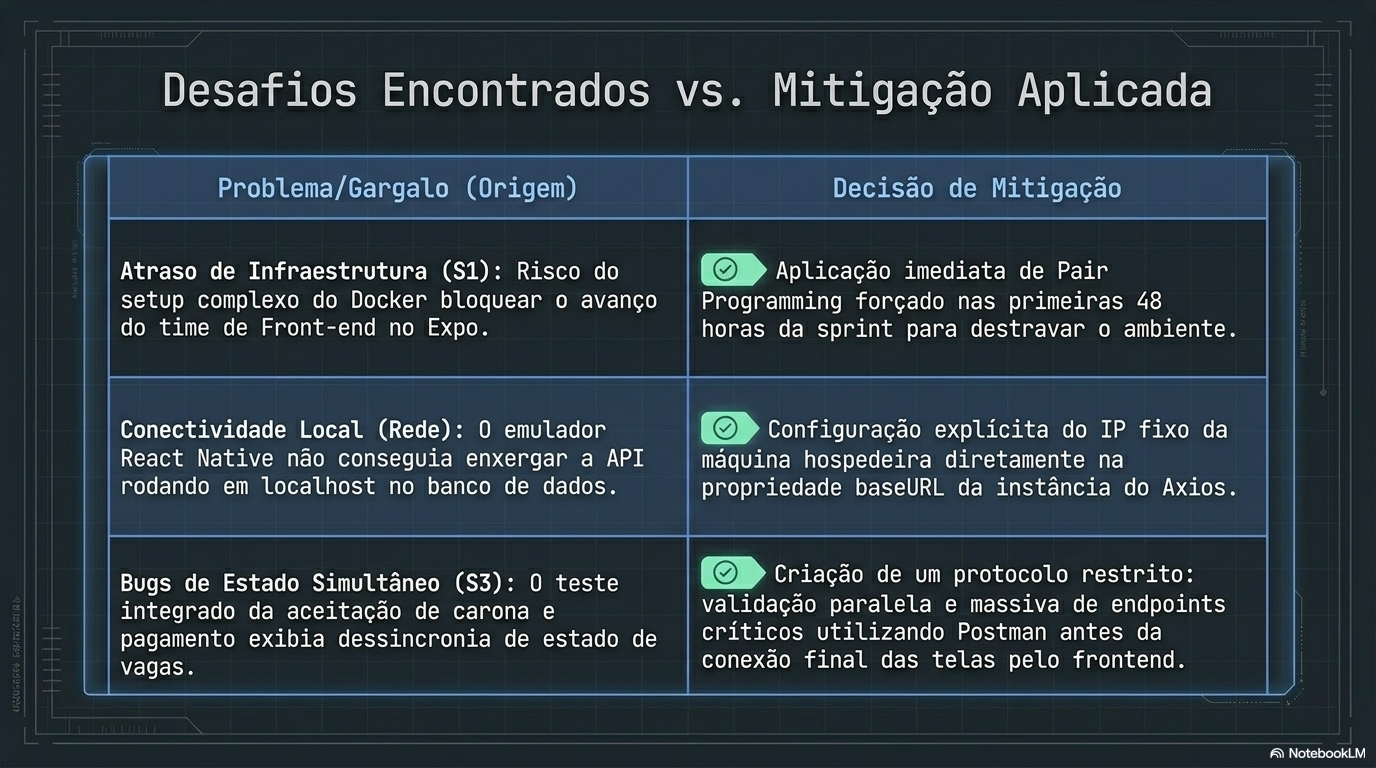 Desafios Encontrados vs. Mitigação Aplicada
Problema/Gargalo (Origem)
Decisão de Mitigação
Atraso de Infraestrutura (S1): Risco do
setup complexo do Docker bloquear o avanço
do time de Front-end no Expo.
Aplicação imediata de Pair
Programming forçado nas primeiras 48
horas da sprint para destravar o ambiente.
Conectividade Local (Rede): O emulador
React Native não conseguia enxergar a API
rodando em localhost no banco de dados.
Configuração explícita do IP fixo da
máquina hospedeira diretamente na
propriedade baseURL da instância do Axios.
Bugs de Estado Simultâneo (S3): O teste
integrado da aceitação de carona e
pagamento exibia dessincronia de estado de
vagas.
Criação de um protocolo restrito:
validação paralela e massiva de endpoints
críticos utilizando Postman antes da
conexão final das telas pelo frontend.
NotebookLM